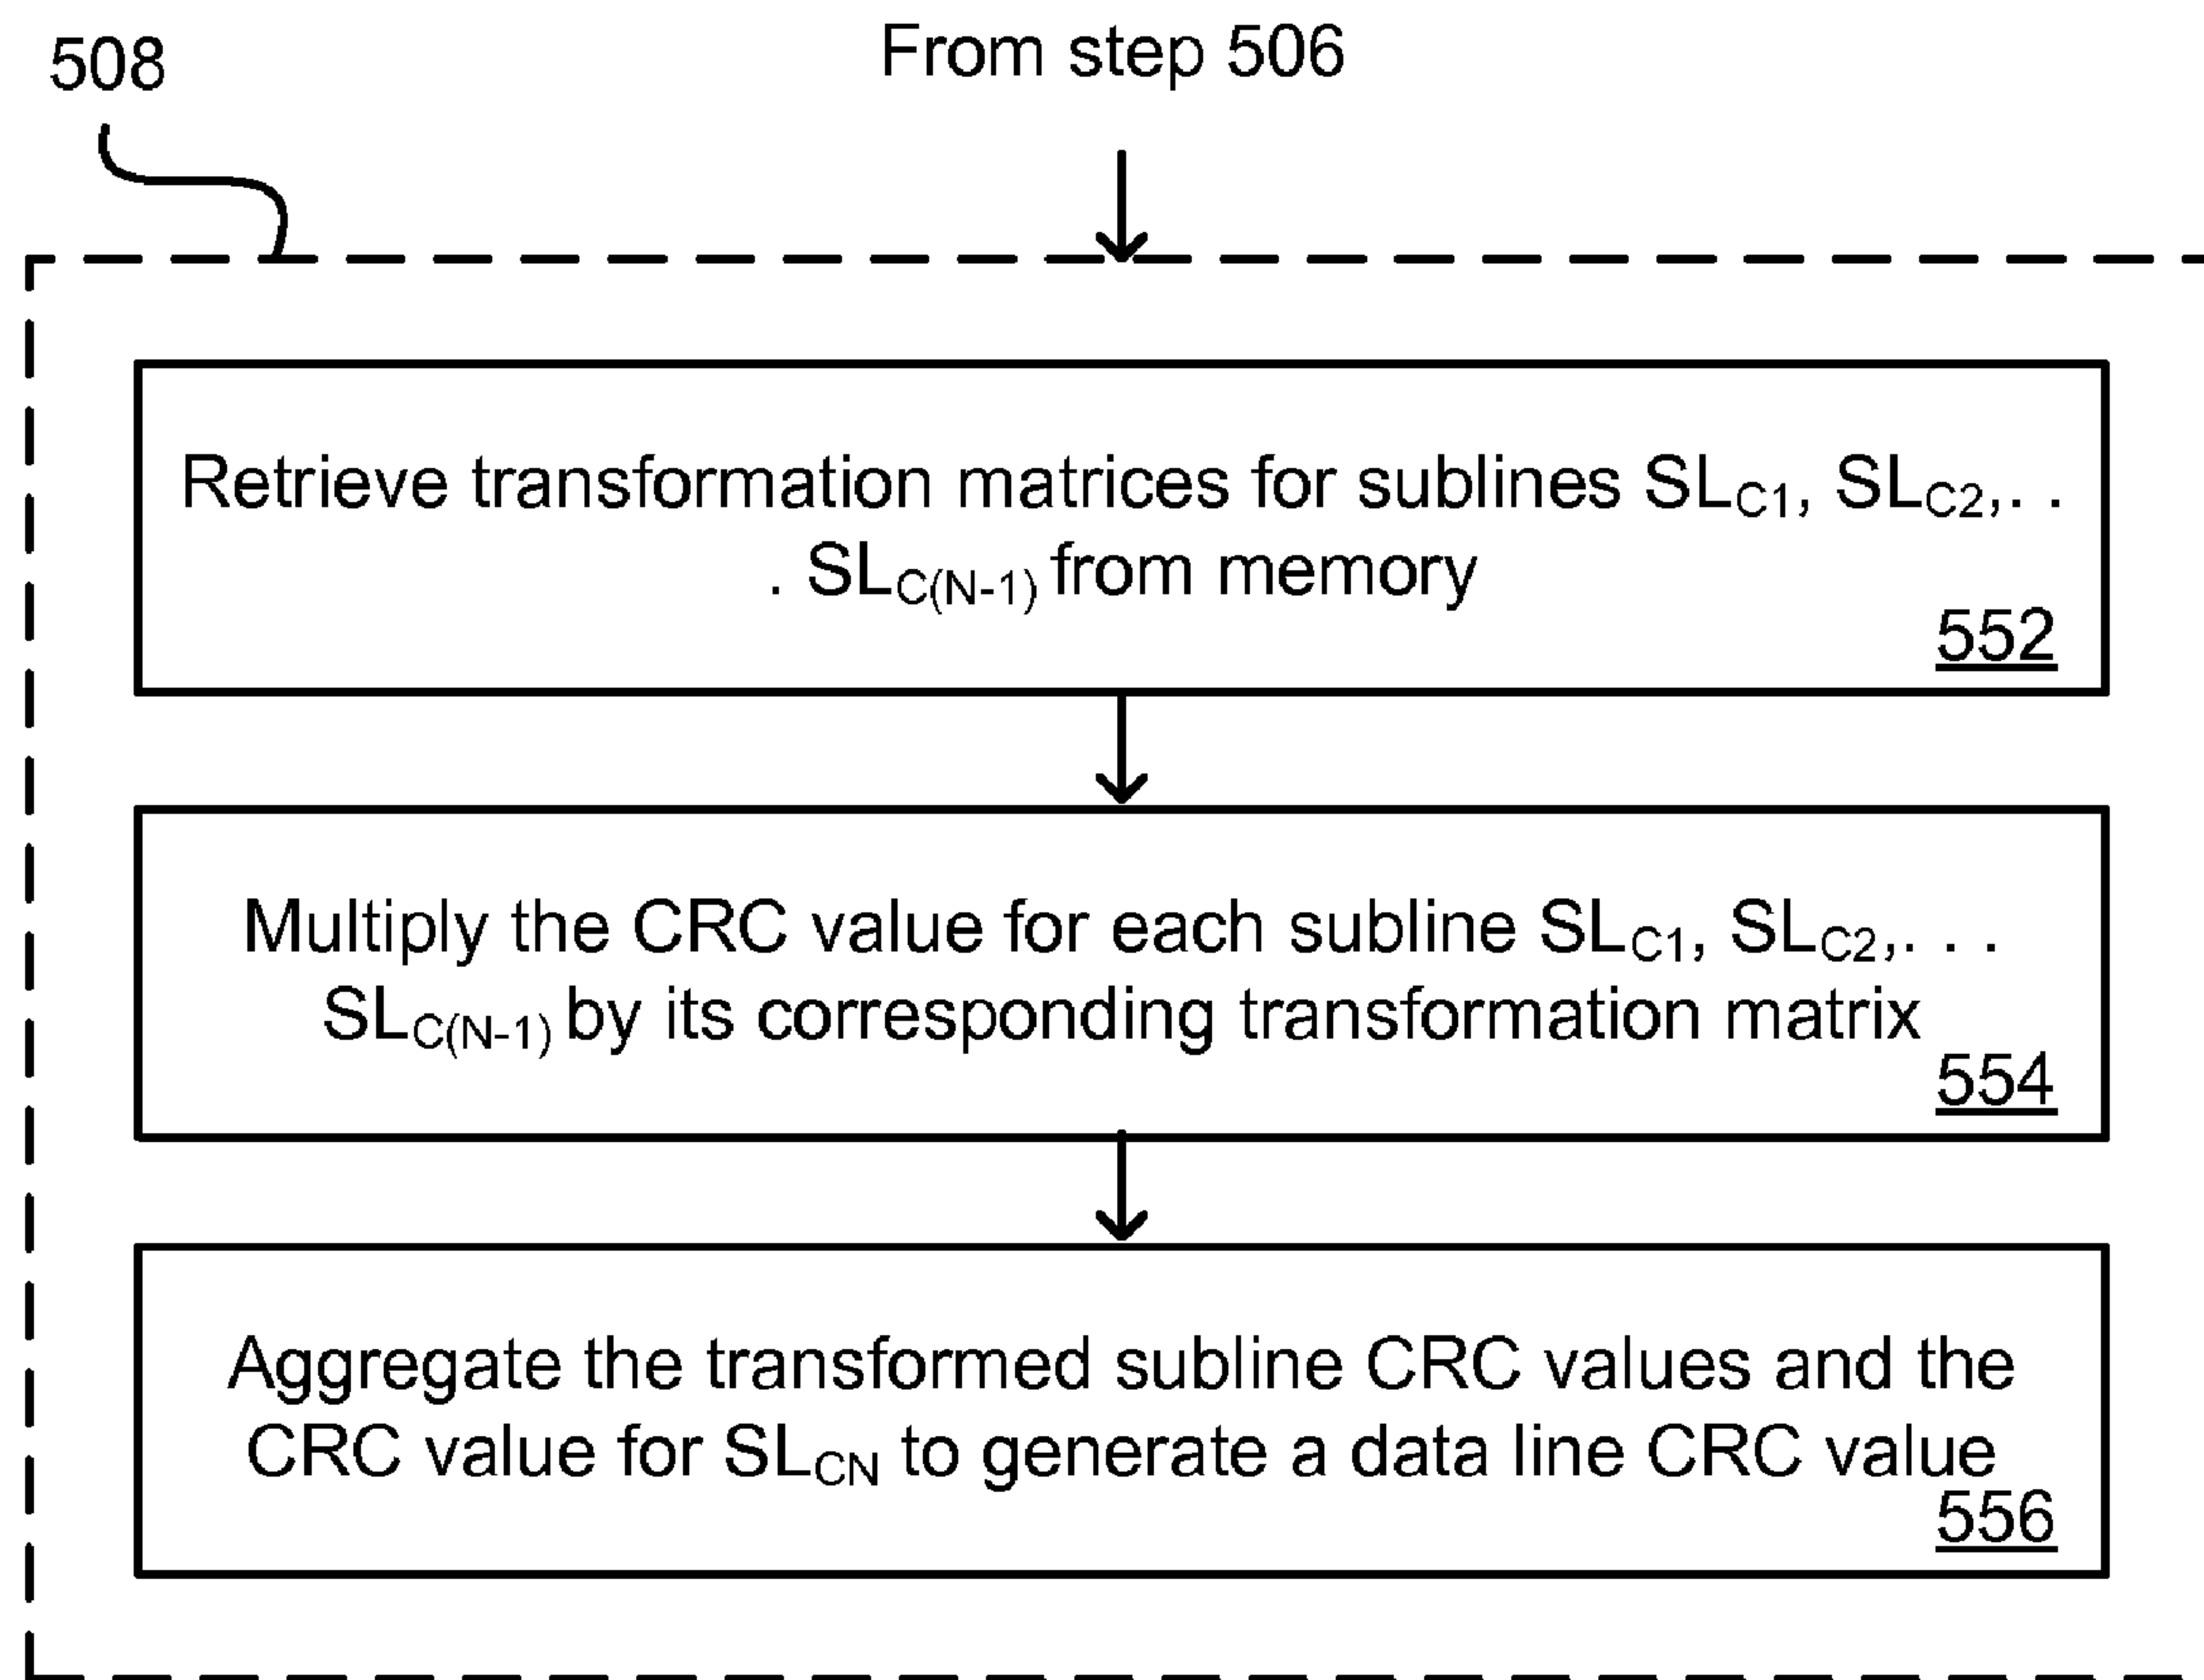 508
From step 506
Retrieve transformation matrices for sublines SLC1, SLC2,. .
. SLC(N-1) from memory
552
Multiply the CRC value for each subline SLC1, SLC2,. . .
SLC(N-1) by its corresponding transformation matrix
554
Aggregate the transformed subline CRC values and the
CRC value for SLCN to generate a data line CRC value
556